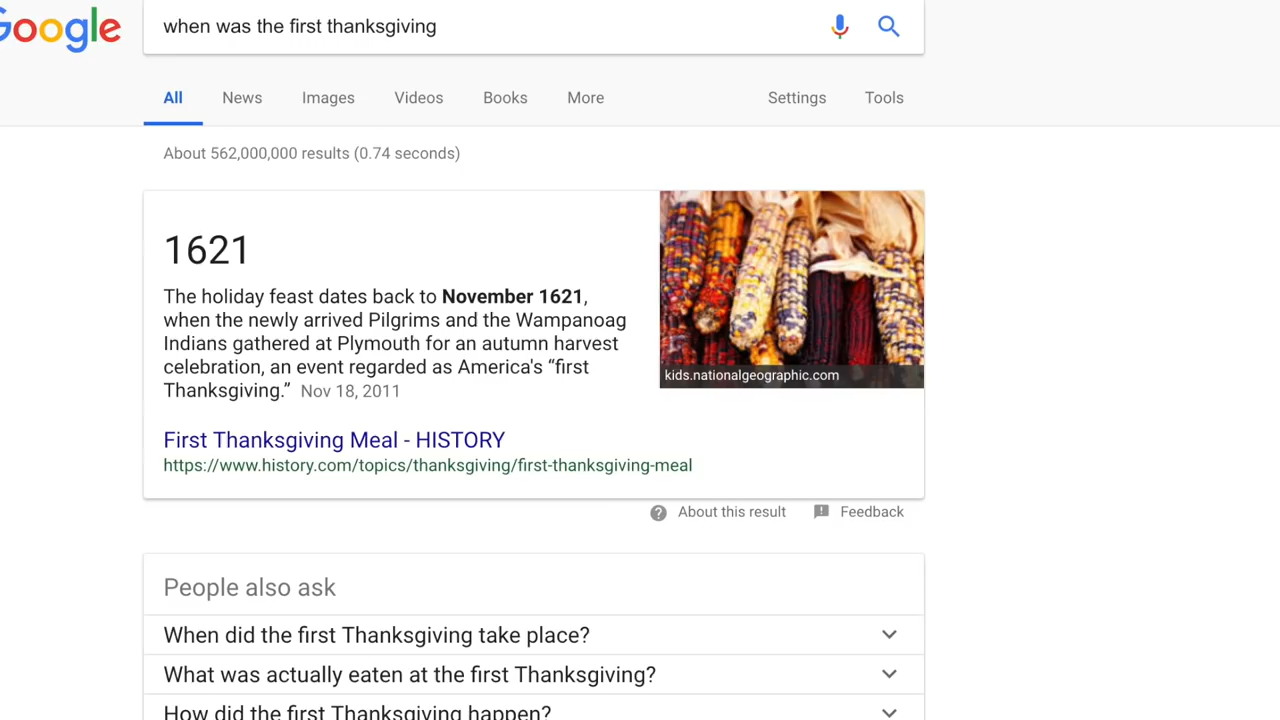 Google
when was the first thanksgiving
All News Images Videos Books More Settings Tools
About 562,000,000 results (0.74 seconds)
1621
The holiday feast dates back to November 1621,
when the newly arrived Pilgrims and the Wampanoag
Indians gathered at Plymouth for an autumn harvest
celebration, an event regarded as America's “first
Thanksgiving.” Nov 18, 2011
kids.nationalgeographic.com
First Thanksgiving Meal - HISTORY
https://www.history.com/topics/thanksgiving/first-thanksgiving-meal
About this result Feedback
People also ask
When did the first Thanksgiving take place?
What was actually eaten at the first Thanksgiving?
How did the first Thanksgiving happen?